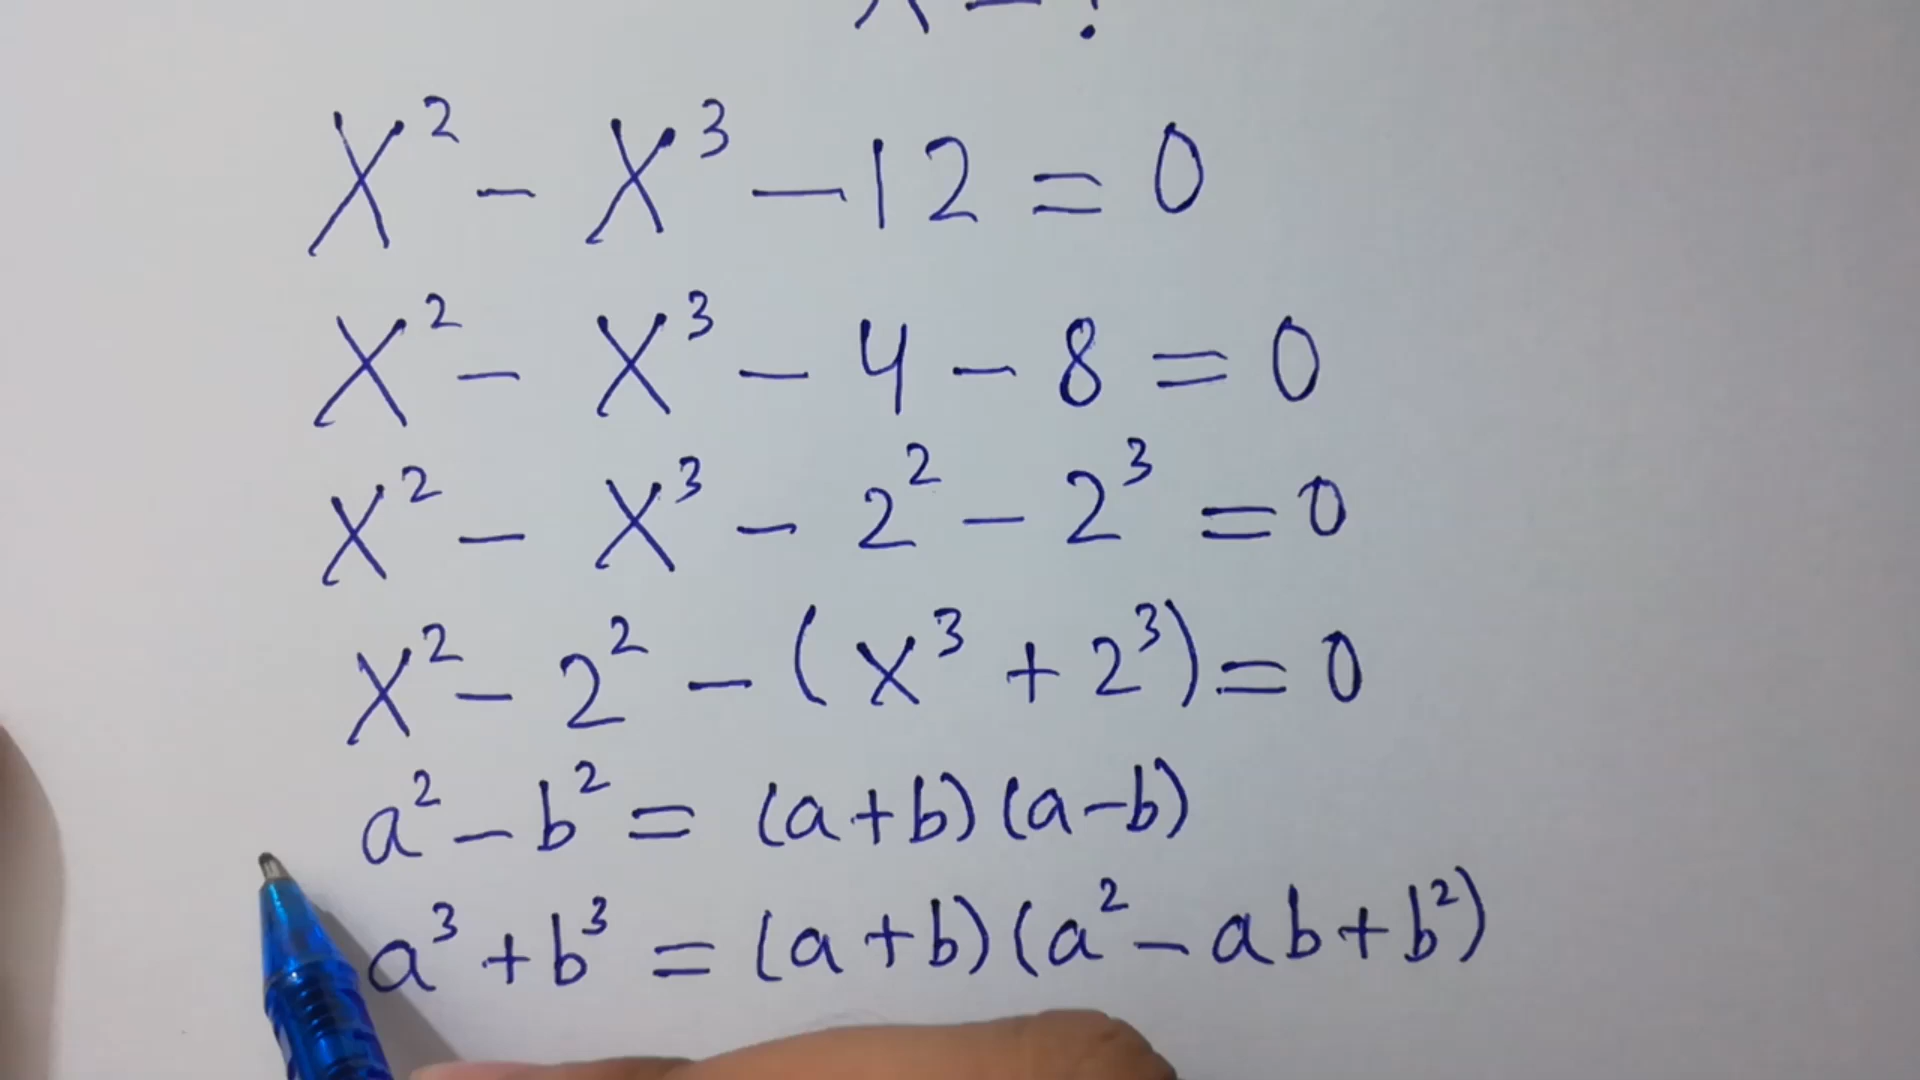 X = ?
X² - X³ - 12 = 0
X² - X³ - 4 - 8 = 0
X² - X³ - 2² - 2³ = 0
X² - 2² - (X³ + 2³) = 0
a² - b² = (a+b)(a-b)
a³ + b³ = (a+b)(a² - ab + b²)